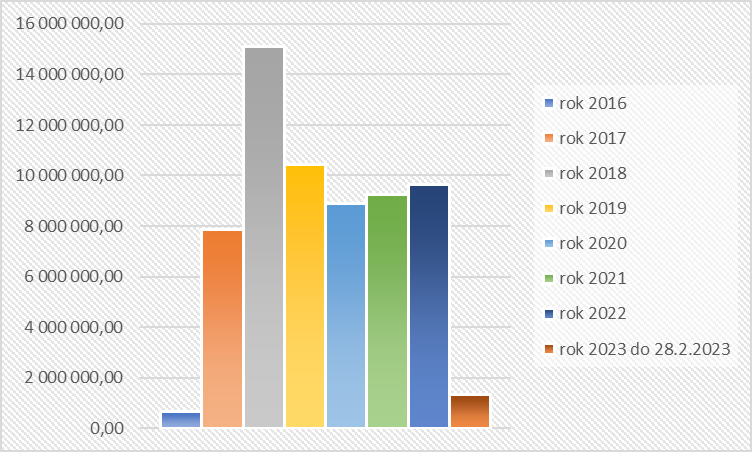 16 000 000,00
14 000 000,00
12 000 000,00
10 000 000,00
8 000 000,00
6 000 000,00
4 000 000,00
2 000 000,00
0,00
rok 2016
rok 2017
rok 2018
rok 2019
rok 2020
rok 2021
rok 2022
rok 2023 do 28.2.2023